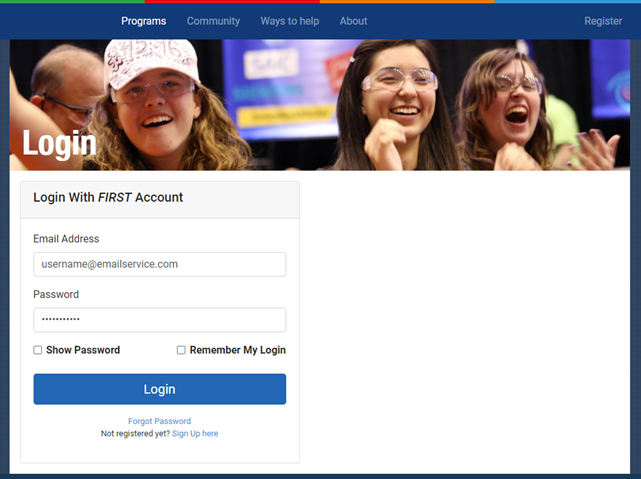 Programs Community Ways to help About Register
Login
Login With FIRST Account
Email Address
username@emailservice.com
Password
•••••••••••
Show Password Remember My Login
Login
Forgot Password
Not registered yet? Sign Up here